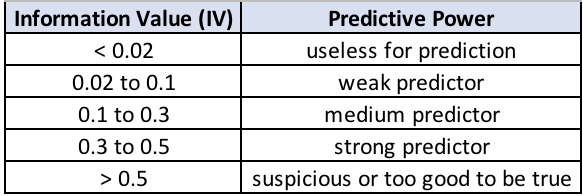 Information Value (IV) Predictive Power
< 0.02 useless for prediction
0.02 to 0.1 weak predictor
0.1 to 0.3 medium predictor
0.3 to 0.5 strong predictor
> 0.5 suspicious or too good to be true